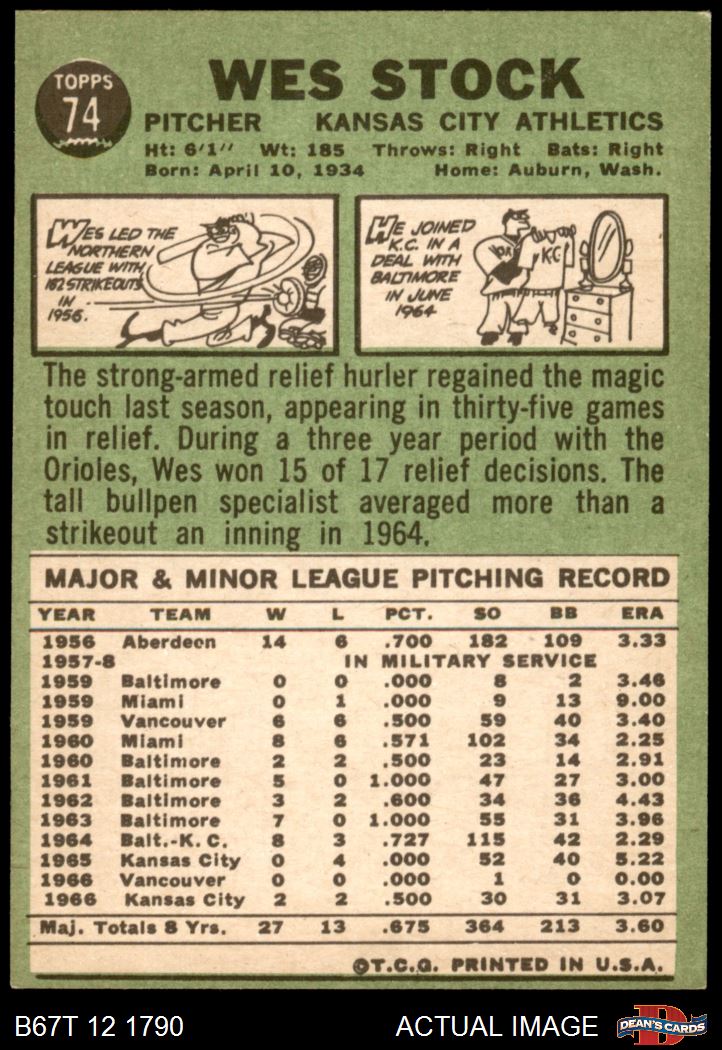 TOPPS
74
WES STOCK
PITCHER KANSAS CITY ATHLETICS
Ht: 6'1" Wt: 185 Throws: Right Bats: Right
Born: April 10, 1934 Home: Auburn, Wash.
WES LED THE
NORTHERN
LEAGUE WITH
182 STRIKEOUTS
IN
1956.
HE JOINED
K.C. IN A
DEAL WITH
BALTIMORE
IN JUNE
1964
KC
The strong-armed relief hurler regained the magic
touch last season, appearing in thirty-five games
in relief. During a three year period with the
Orioles, Wes won 15 of 17 relief decisions. The
tall bullpen specialist averaged more than a
strikeout an inning in 1964.
MAJOR & MINOR LEAGUE PITCHING RECORD
YEAR TEAM W L PCT. SO BB ERA
1956 Aberdeen 14 6 .700 182 109 3.33
1957-8 IN MILITARY SERVICE
1959 Baltimore 0 0 .000 8 2 3.46
1959 Miami 0 1 .000 9 13 9.00
1959 Vancouver 6 6 .500 59 40 3.40
1960 Miami 8 6 .571 102 34 2.25
1960 Baltimore 2 2 .500 23 14 2.91
1961 Baltimore 5 0 1.000 47 27 3.00
1962 Baltimore 3 2 .600 34 36 4.43
1963 Baltimore 7 0 1.000 55 31 3.96
1964 Balt.-K. C. 8 3 .727 115 42 2.29
1965 Kansas City 0 4 .000 52 40 5.22
1966 Vancouver 0 0 .000 1 0 0.00
1966 Kansas City 2 2 .500 30 31 3.07
Maj. Totals 8 Yrs. 27 13 .675 364 213 3.60
©T.C.G. PRINTED IN U.S.A.
B67T 12 1790 ACTUAL IMAGE
DEAN'S CARDS